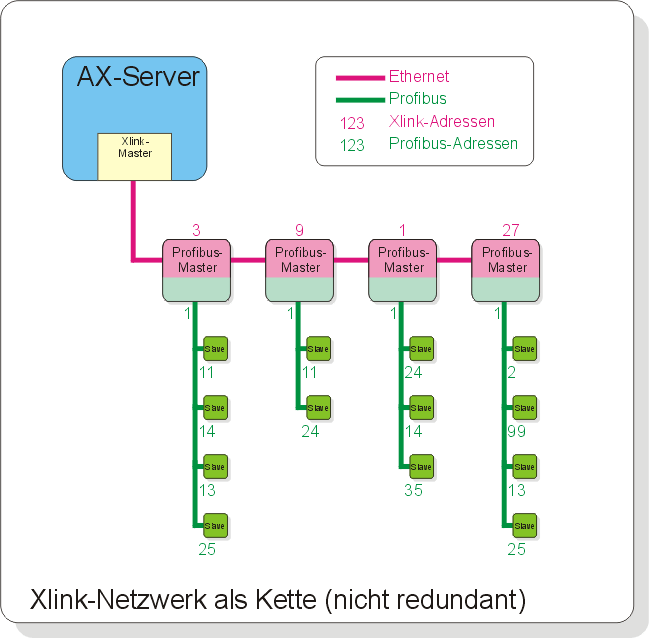 AX-Server
Xlink-
Master
Ethernet
Profibus
123 Xlink-Adressen
123 Profibus-Adressen
3 9 1 27
Profibus-
Master
Profibus-
Master
Profibus-
Master
Profibus-
Master
1 1 1 1
Slave Slave Slave Slave
11 11 24 2
Slave Slave Slave Slave
14 24 14 99
Slave Slave Slave
13 35 13
Slave Slave
25 25
Xlink-Netzwerk als Kette (nicht redundant)